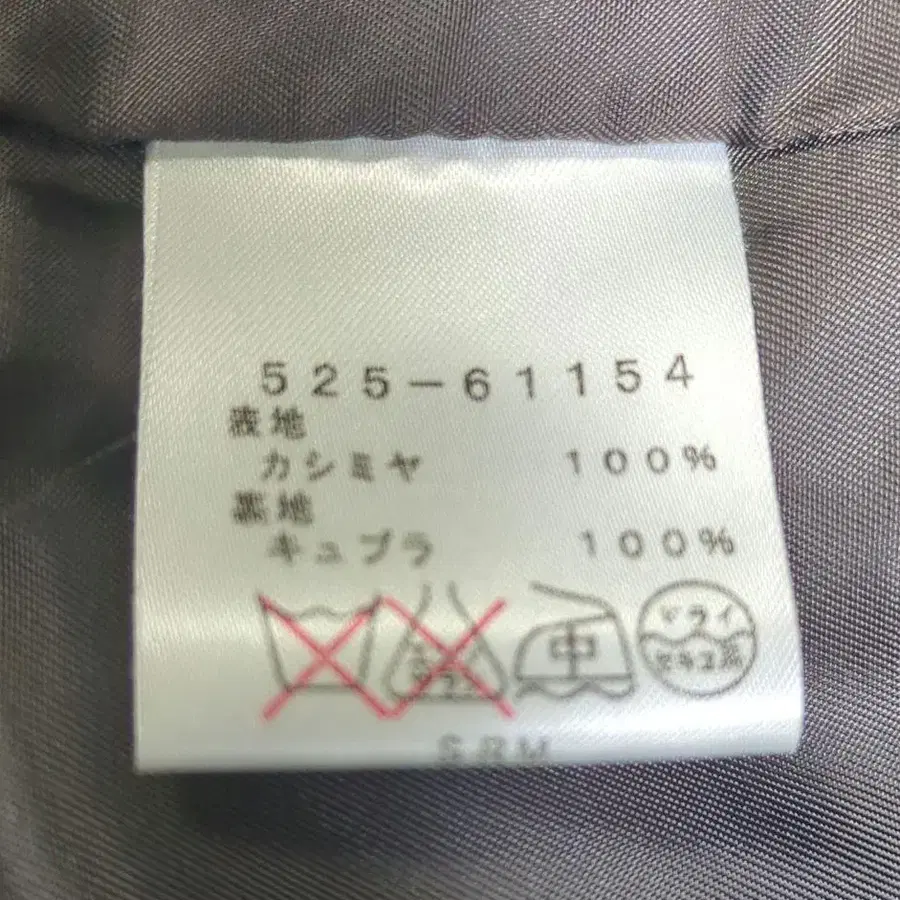 525-61154
表地
カシミヤ 100%
裏地
キュプラ 100%
中
ドライ
セキユ系